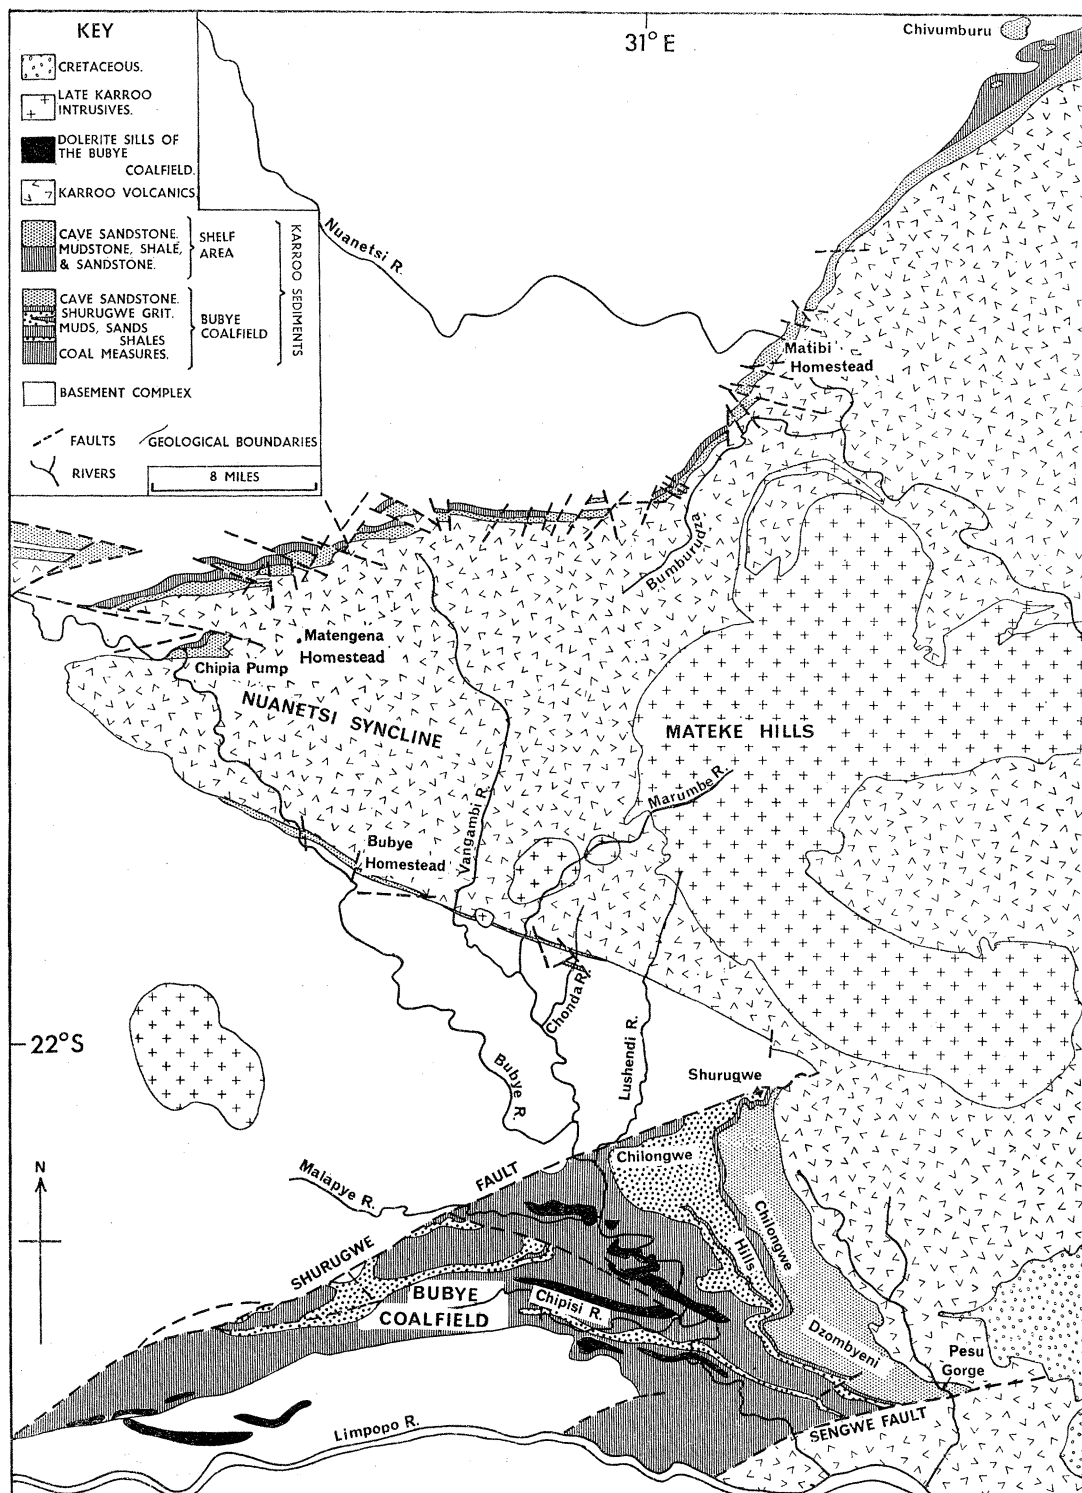 KEY
CRETACEOUS.
LATE KARROO
INTRUSIVES.
DOLERITE SILLS OF
THE BUBYE
COALFIELD.
KARROO VOLCANICS
CAVE SANDSTONE.
MUDSTONE, SHALE,
& SANDSTONE.
SHELF
AREA
CAVE SANDSTONE.
SHURUGWE GRIT.
MUDS, SANDS
SHALES
COAL MEASURES.
BUBYE
COALFIELD
KARROO SEDIMENTS
BASEMENT COMPLEX
FAULTS
GEOLOGICAL BOUNDARIES
RIVERS
8 MILES
31° E
Chivumburu
Nuanetsi R.
Matibi
Homestead
Bumburudza
Matengena
Homestead
Chipia Pump
NUANETSI SYNCLINE
MATEKE HILLS
Marumbe R.
Vangambi R.
Bubye
Homestead
Chonda R.
Lushendi R.
22°S
Bubye R.
Shurugwe
N
Malapye R.
FAULT
SHURUGWE
Chilongwe
Chilongwe
Hills
BUBYE
COALFIELD
Chipisi R.
Dzombyeni
Pesu
Gorge
SENGWE FAULT
Limpopo R.